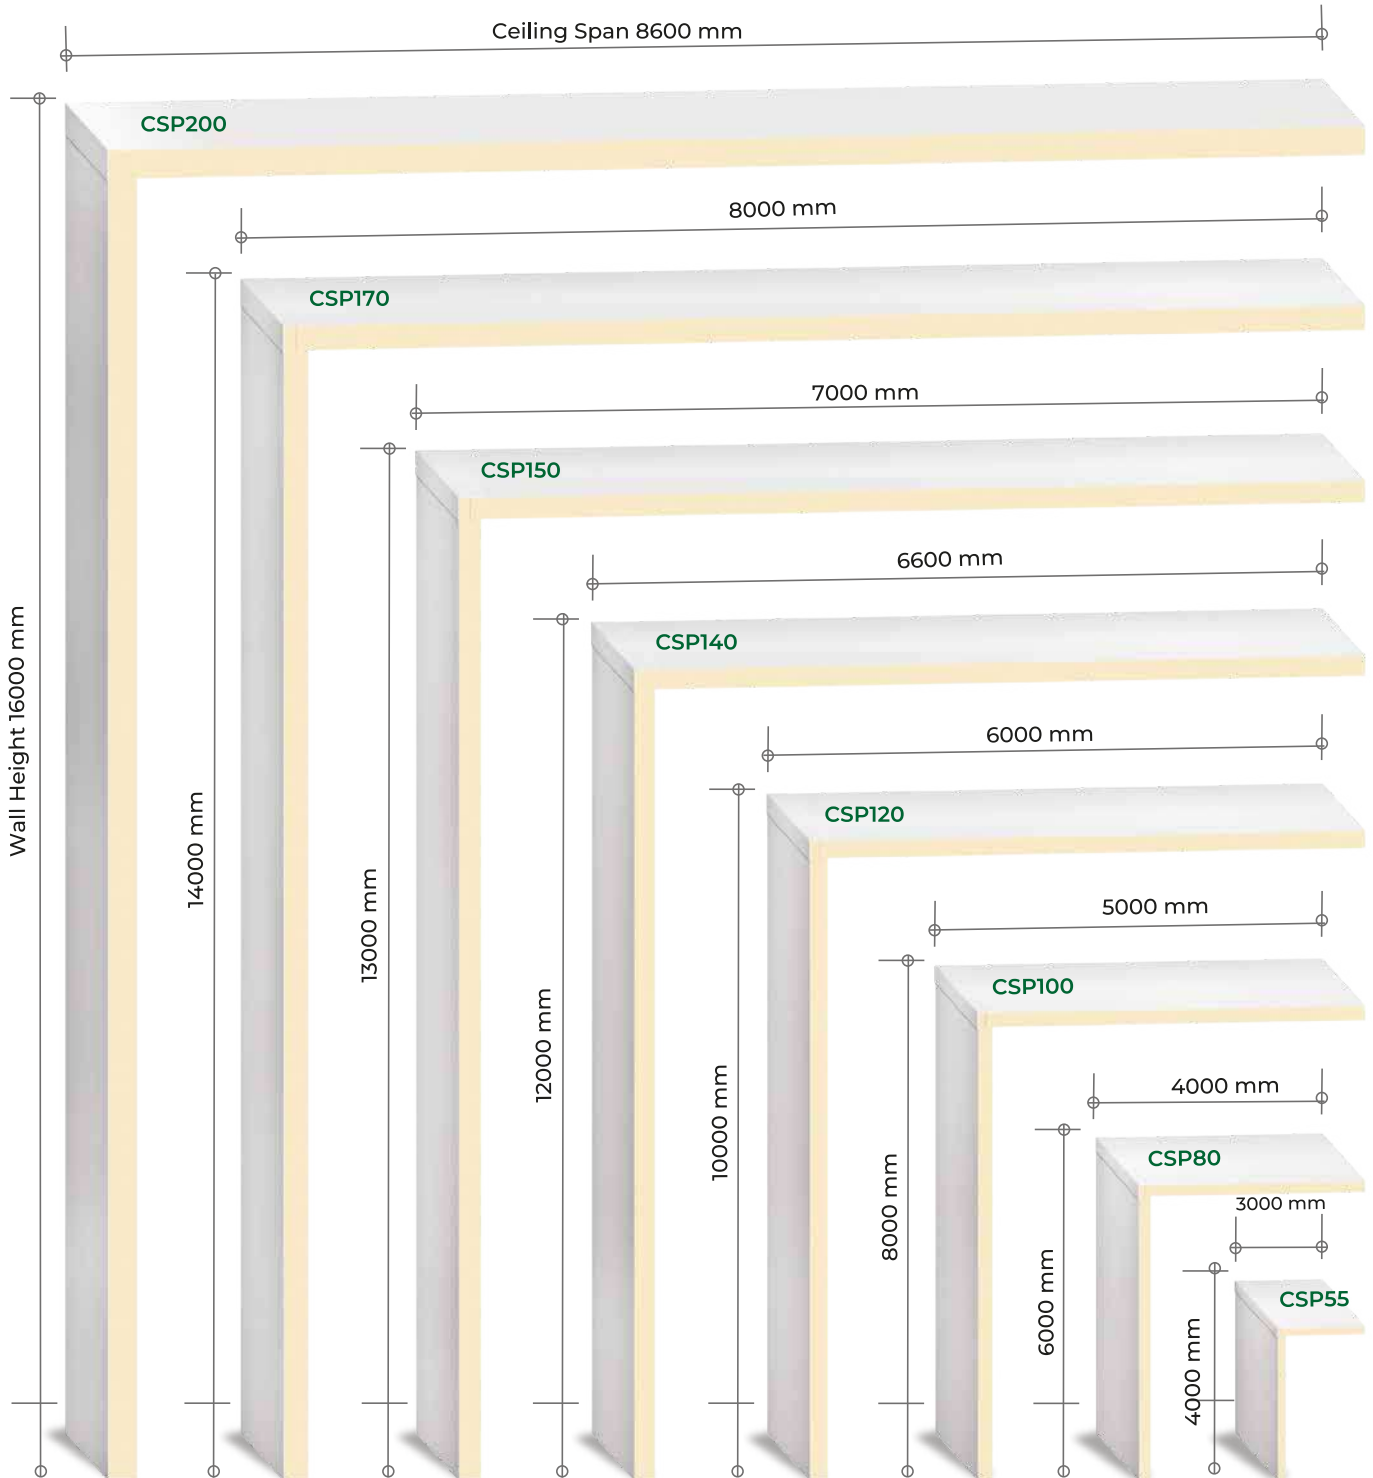 Ceiling Span 8600 mm
CSP200
8000 mm
CSP170
7000 mm
CSP150
6600 mm
CSP140
6000 mm
CSP120
5000 mm
CSP100
4000 mm
CSP80
3000 mm
CSP55
Wall Height 16000 mm
14000 mm
13000 mm
12000 mm
10000 mm
8000 mm
6000 mm
4000 mm